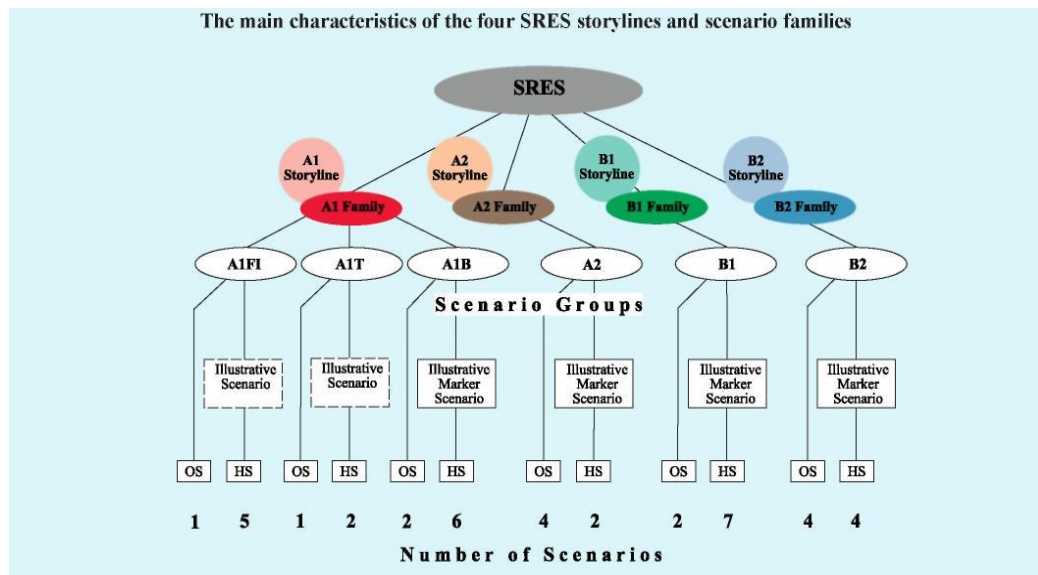 The main characteristics of the four SRES storylines and scenario families
SRES
A1
Storyline
A2
Storyline
B1
Storyline
B2
Storyline
A1 Family
A2 Family
B1 Family
B2 Family
A1FI
A1T
A1B
A2
B1
B2
Scenario Groups
Illustrative
Scenario
Illustrative
Scenario
Illustrative
Marker
Scenario
Illustrative
Marker
Scenario
Illustrative
Marker
Scenario
Illustrative
Marker
Scenario
OS HS OS HS OS HS OS HS OS HS OS HS
1 5 1 2 2 6 4 2 2 7 4 4
Number of Scenarios